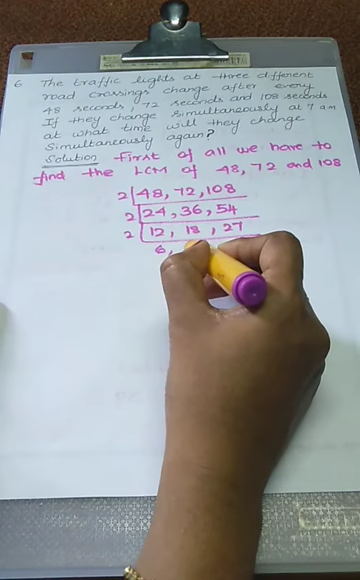 6 The traffic lights at three different
road crossings change after every
48 seconds, 72 seconds and 108 seconds
If they change simultaneously at 7 am
at what time will they change
simultaneously again?
Solution First of all we have to
find the LCM of 48, 72 and 108
2 48, 72, 108
2 24, 36, 54
2 12, 18, 27
6,